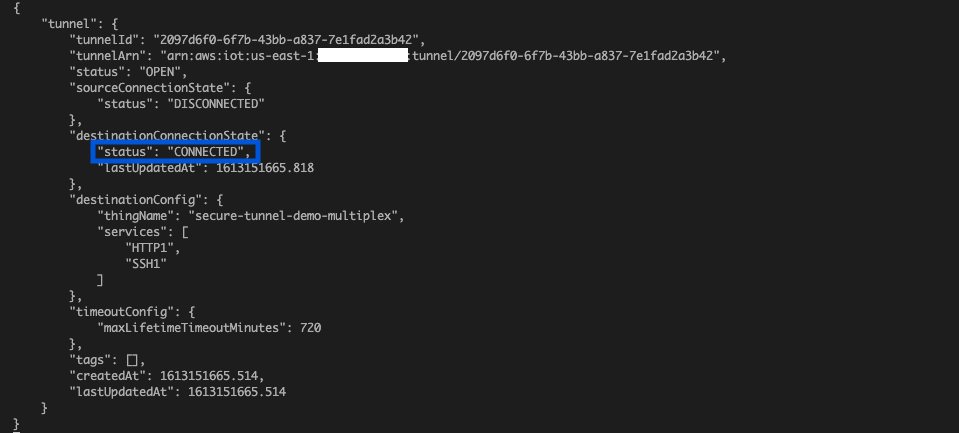 {
"tunnel": {
"tunnelId": "2097d6f0-6f7b-43bb-a837-7e1fad2a3b42",
"tunnelArn": "arn:aws:iot:us-east-1: :tunnel/2097d6f0-6f7b-43bb-a837-7e1fad2a3b42",
"status": "OPEN",
"sourceConnectionState": {
"status": "DISCONNECTED"
},
"destinationConnectionState": {
"status": "CONNECTED",
"lastUpdatedAt": 1613151665.818
},
"destinationConfig": {
"thingName": "secure-tunnel-demo-multiplex",
"services": [
"HTTP1",
"SSH1"
]
},
"timeoutConfig": {
"maxLifetimeTimeoutMinutes": 720
},
"tags": [],
"createdAt": 1613151665.514,
"lastUpdatedAt": 1613151665.514
}
}